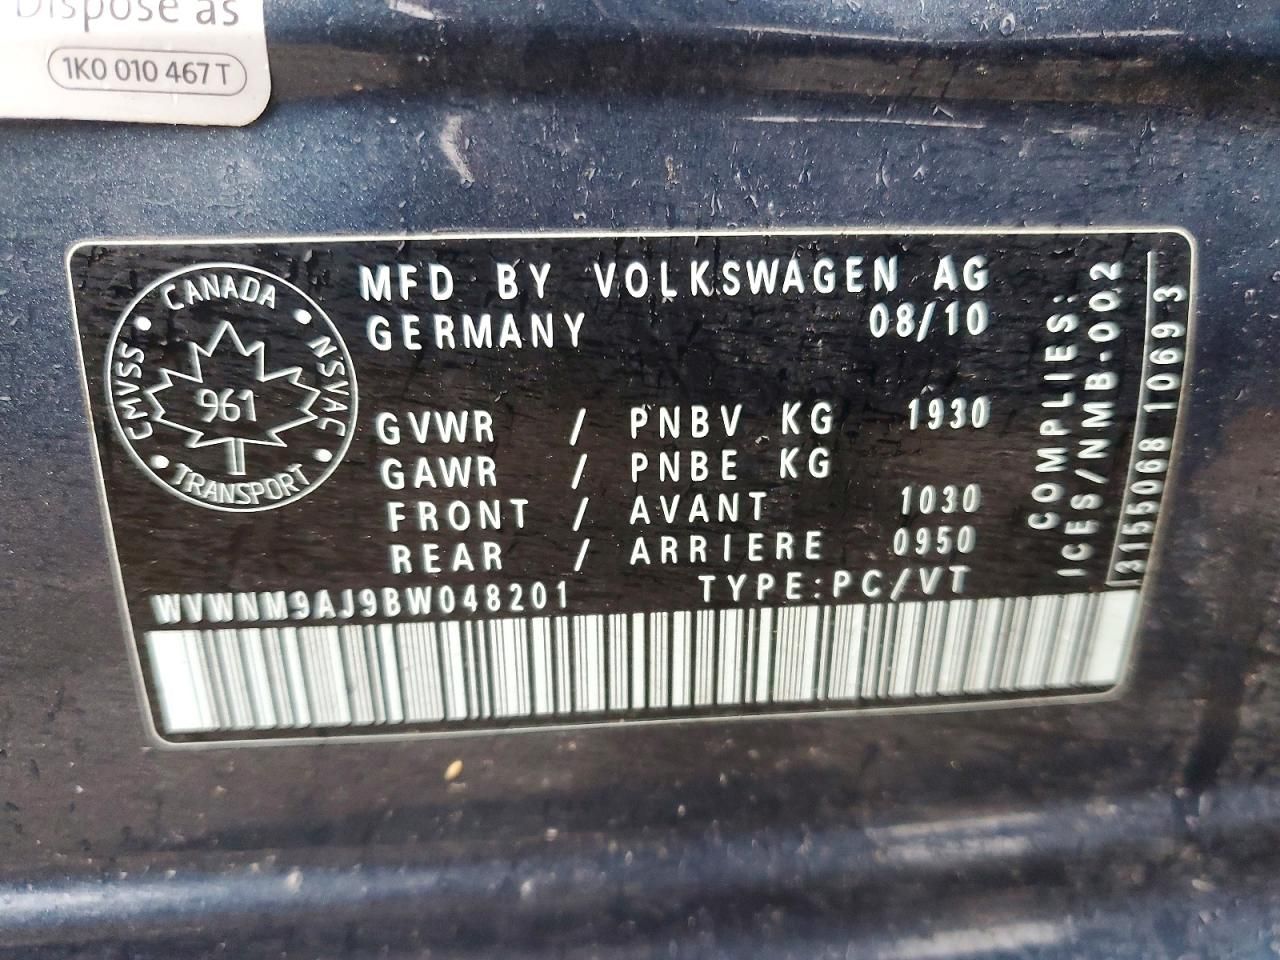 Dispose as
1K0 010 467 T
CANADA
CMVSS
NSVAC
961
TRANSPORT
MFD BY VOLKSWAGEN AG
GERMANY 08/10
GVWR / PNBV KG 1930
GAWR / PNBE KG
FRONT / AVANT 1030
REAR / ARRIERE 0950
WVWNM9AJ9BW048201 TYPE:PC/VT
COMPLIES:
ICES/NMB-002
3155068 1069 3